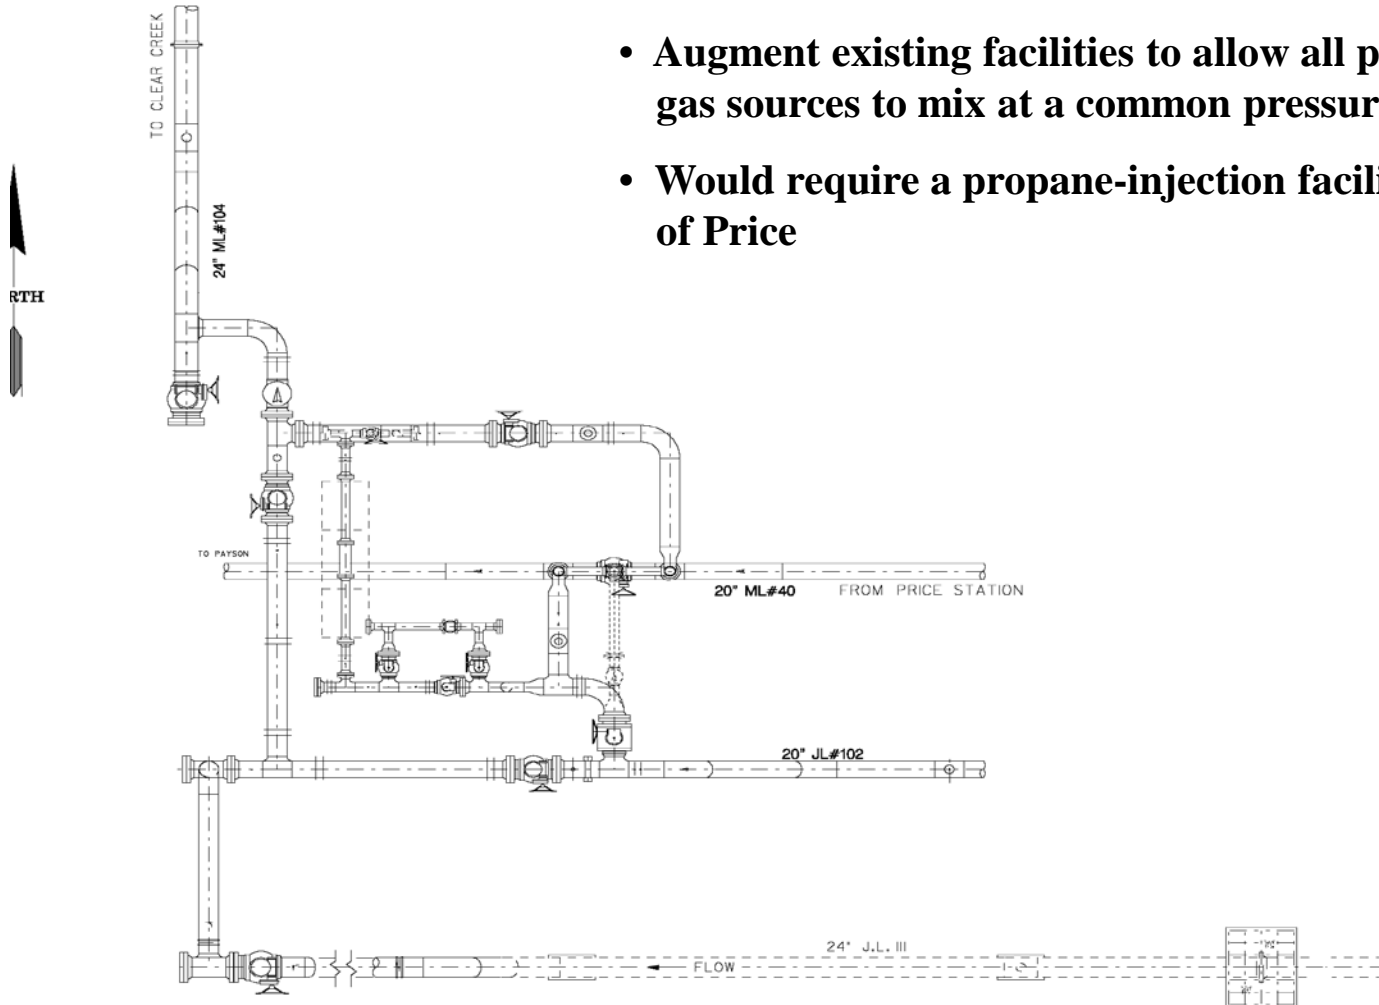 • Augment existing facilities to allow all p
gas sources to mix at a common pressur
• Would require a propane-injection facili
of Price
TO CLEAR CREEK
24" ML#104
RTH
TO PAYSON
20" ML#40
FROM PRICE STATION
20" JL#102
24" J.L. III
FLOW